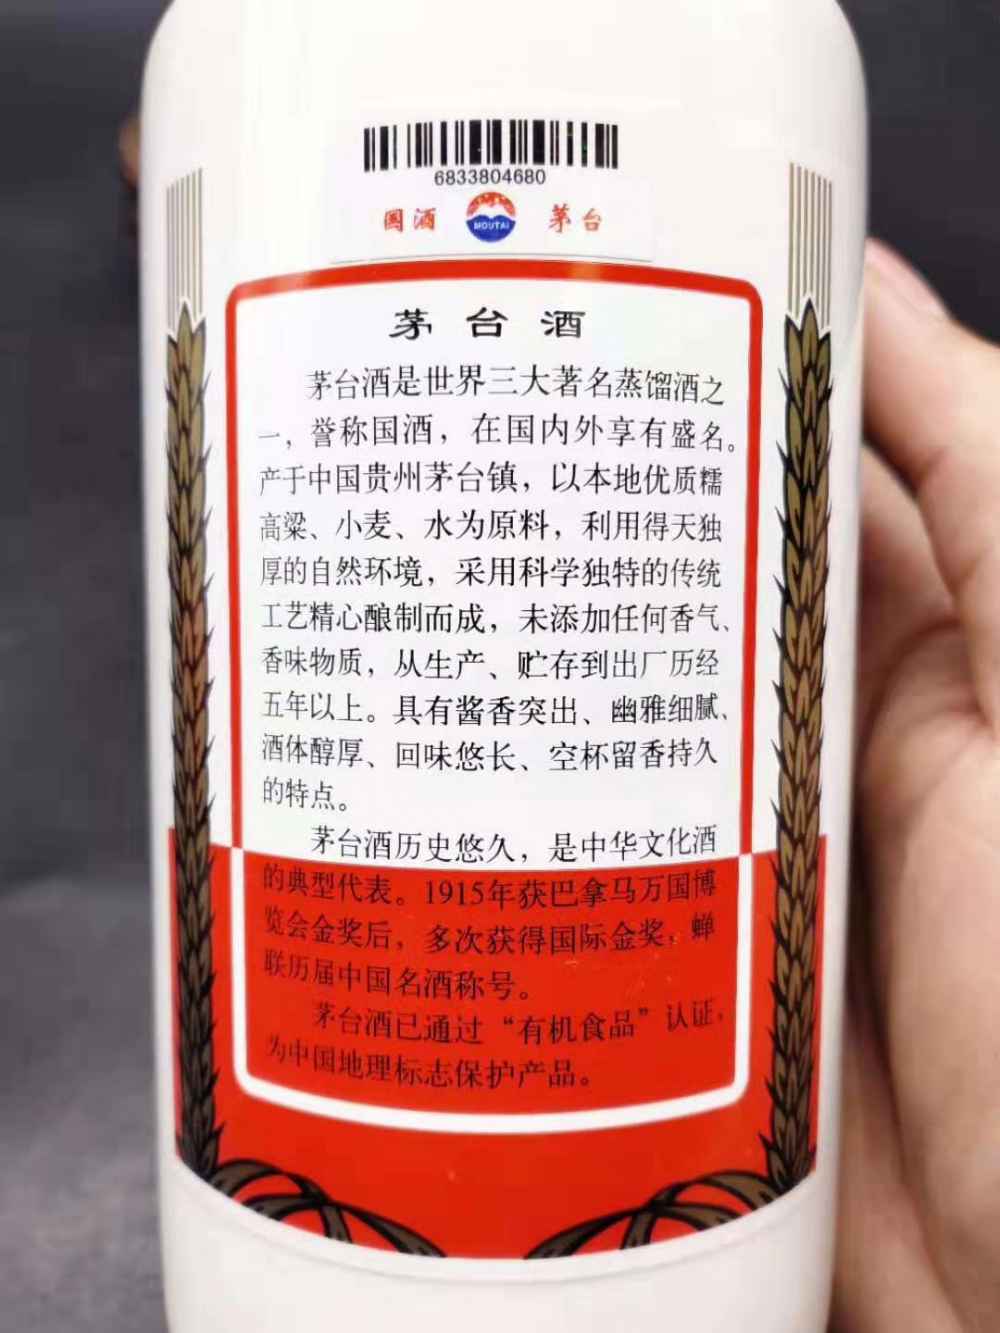 6833804680
国酒 MOUTAI 茅台
茅台酒
茅台酒是世界三大著名蒸馏酒之
一，誉称国酒，在国内外享有盛名。
产于中国贵州茅台镇，以本地优质糯
高粱、小麦、水为原料，利用得天独
厚的自然环境，采用科学独特的传统
工艺精心酿制而成，未添加任何香气、
香味物质，从生产、贮存到出厂历经
五年以上。具有酱香突出、幽雅细腻、
酒体醇厚、回味悠长、空杯留香持久
的特点。
茅台酒历史悠久，是中华文化酒
的典型代表。1915年获巴拿马万国博
览会金奖后，多次获得国际金奖，蝉
联历届中国名酒称号。
茅台酒已通过“有机食品”认证，
为中国地理标志保护产品。